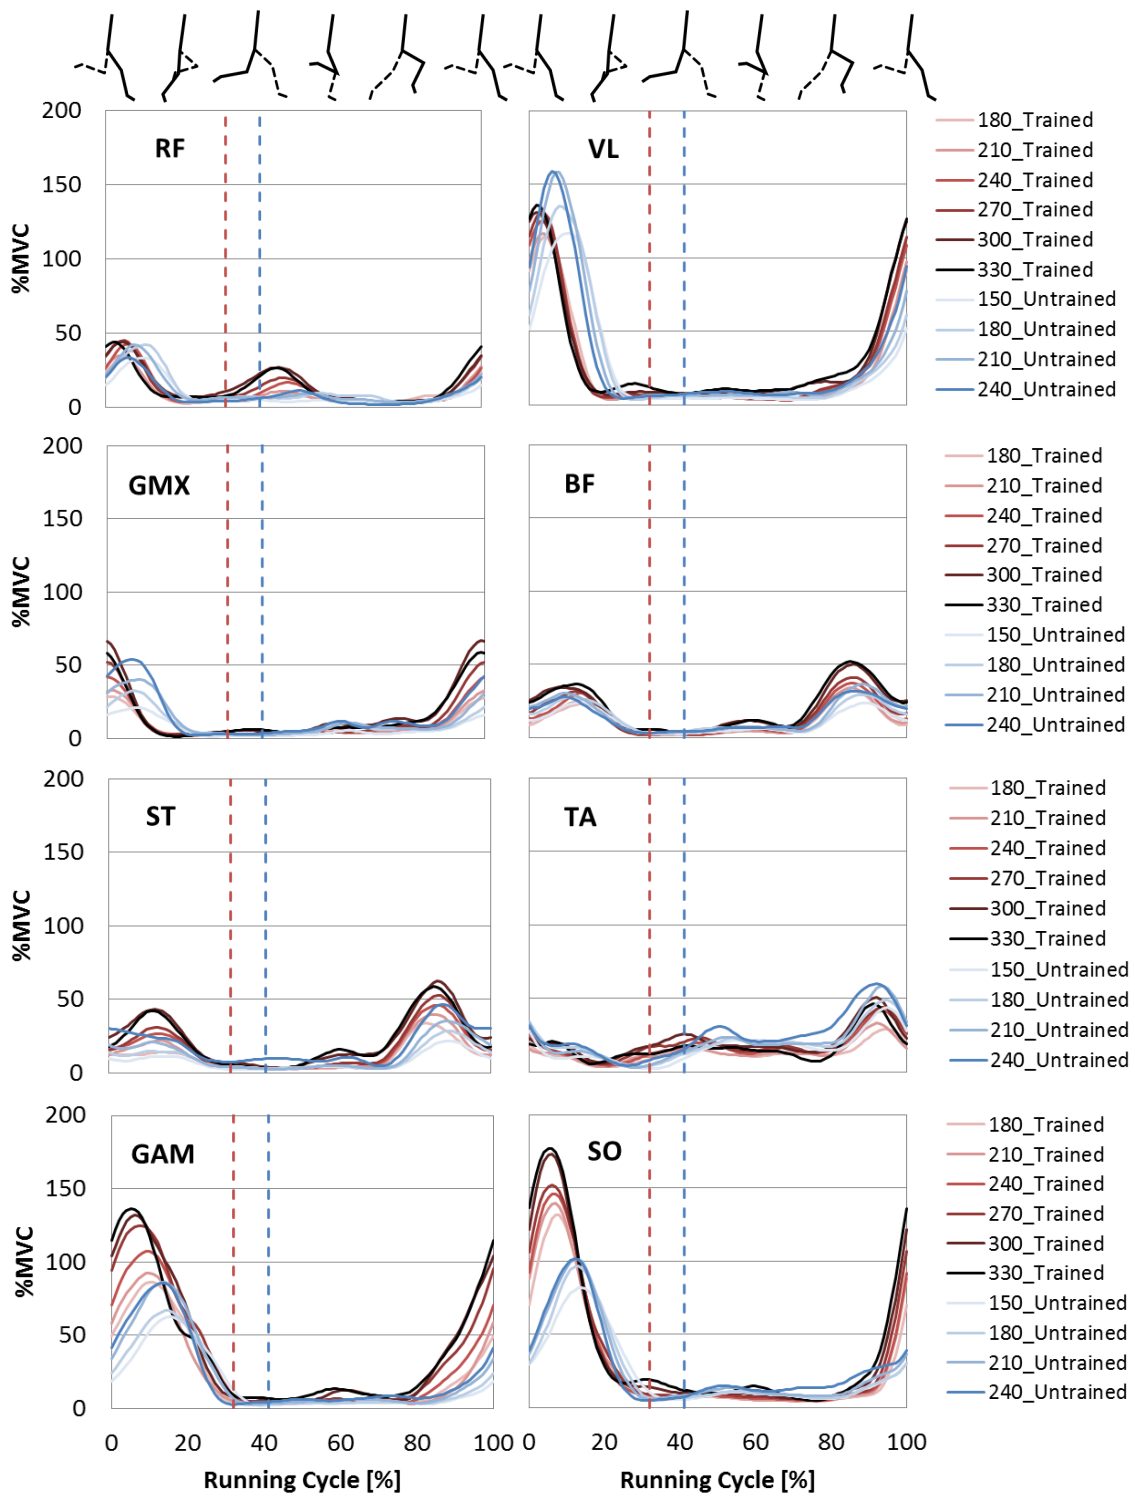 200
RF
VL
180_Trained
210_Trained
150
240_Trained
270_Trained
%MVC
100
300_Trained
330_Trained
150_Untrained
50
180_Untrained
210_Untrained
240_Untrained
0
200
GMX
BF
180_Trained
210_Trained
150
240_Trained
270_Trained
%MVC
100
300_Trained
330_Trained
150_Untrained
50
180_Untrained
210_Untrained
240_Untrained
0
200
ST
TA
180_Trained
210_Trained
150
240_Trained
270_Trained
%MVC
100
300_Trained
330_Trained
150_Untrained
50
180_Untrained
210_Untrained
240_Untrained
0
200
GAM
SO
180_Trained
210_Trained
150
240_Trained
270_Trained
%MVC
100
300_Trained
330_Trained
150_Untrained
50
180_Untrained
210_Untrained
240_Untrained
0
0 20 40 60 80 100 0 20 40 60 80 100
Running Cycle [%] Running Cycle [%]